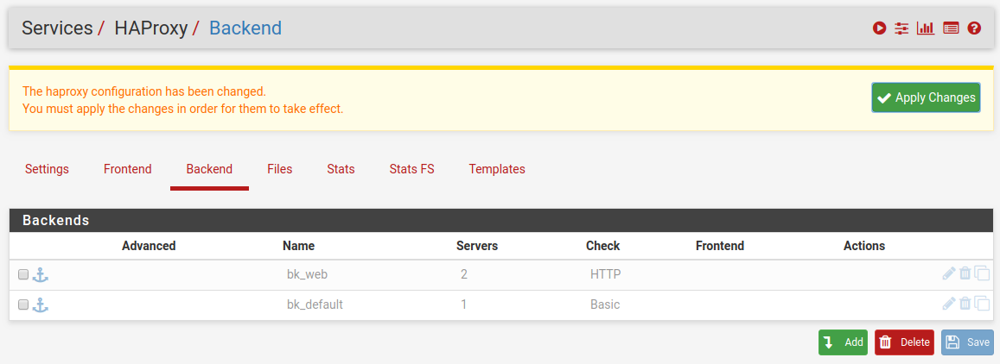 Services / HAProxy / Backend
The haproxy configuration has been changed.
You must apply the changes in order for them to take effect.
Apply Changes
Settings Frontend Backend Files Stats Stats FS Templates
Backends
Advanced Name Servers Check Frontend Actions
bk_web 2 HTTP
bk_default 1 Basic
Add Delete Save